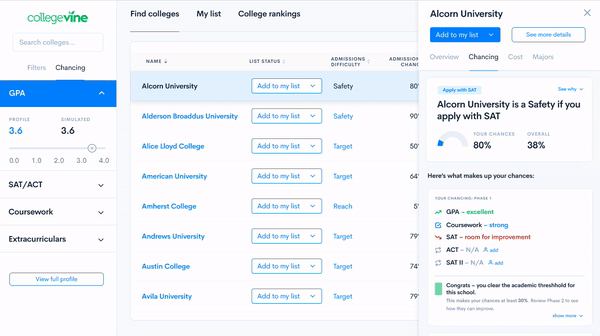 collegevine
Search colleges...
Filters
Chancing
GPA
PROFILE
SIMULATED
3.6
3.6
0.0 1.0 2.0 3.0 4.0
SAT/ACT
Coursework
Extracurriculars
View full profile
Find colleges
My list
College rankings
NAME
LIST STATUS
ADMISSIONS
DIFFICULTY
ADMISSION
CHAN
Alcorn University
Add to my list
Safety
80
Alderson Broaddus University
Add to my list
Safety
90
Alice Lloyd College
Add to my list
Target
50
American University
Add to my list
Target
64
Amherst College
Add to my list
Reach
5
Andrews University
Add to my list
Target
79
Austin College
Add to my list
Target
74
Avila University
Add to my list
Target
79
Alcorn University
Add to my list
See more details
Overview
Chancing
Cost
Majors
Apply with SAT
See why
Alcorn University is a Safety if you
apply with SAT
YOUR CHANCES
OVERALL
80%
38%
Here's what makes up your chances:
YOUR CHANCING: PHASE 1
GPA – excellent
Coursework – strong
SAT – room for improvement
ACT – N/A add
SAT II – N/A add
Congrats – you clear the academic threshhold for
this school.
This makes your chances at least 30%. Review Phase 2 to see
how they can improve.
show more